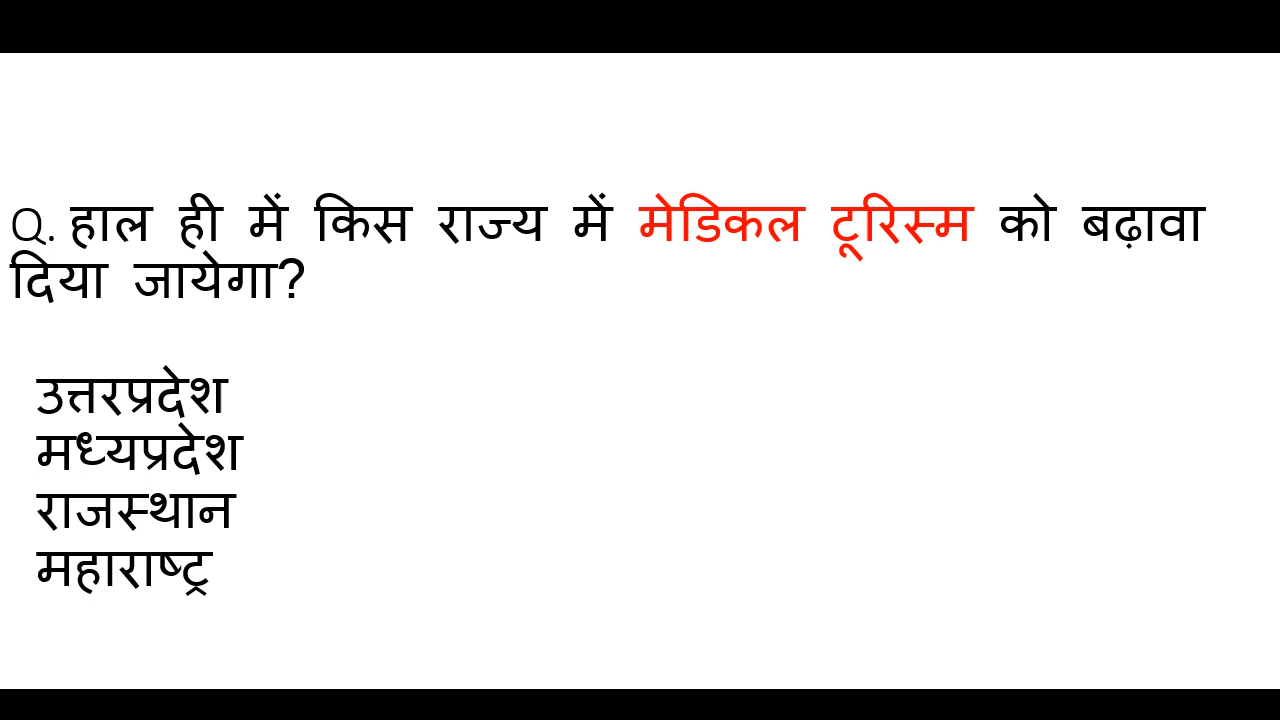 Q. हाल ही में किस राज्य में मेडिकल टूरिस्म को बढ़ावा
दिया जायेगा?
उत्तरप्रदेश
मध्यप्रदेश
राजस्थान
महाराष्ट्र